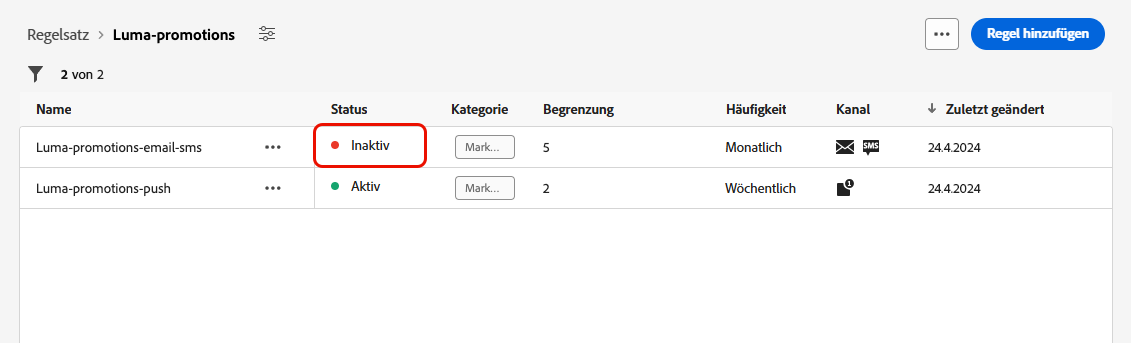 Regelsatz > Luma-promotions ... Regel hinzufügen
2 von 2
Name Status Kategorie Begrenzung Häufigkeit Kanal ↓ Zuletzt geändert
Luma-promotions-email-sms ... Inaktiv Mark... 5 Monatlich SMS 24.4.2024
Luma-promotions-push ... Aktiv Mark... 2 Wöchentlich 1 24.4.2024